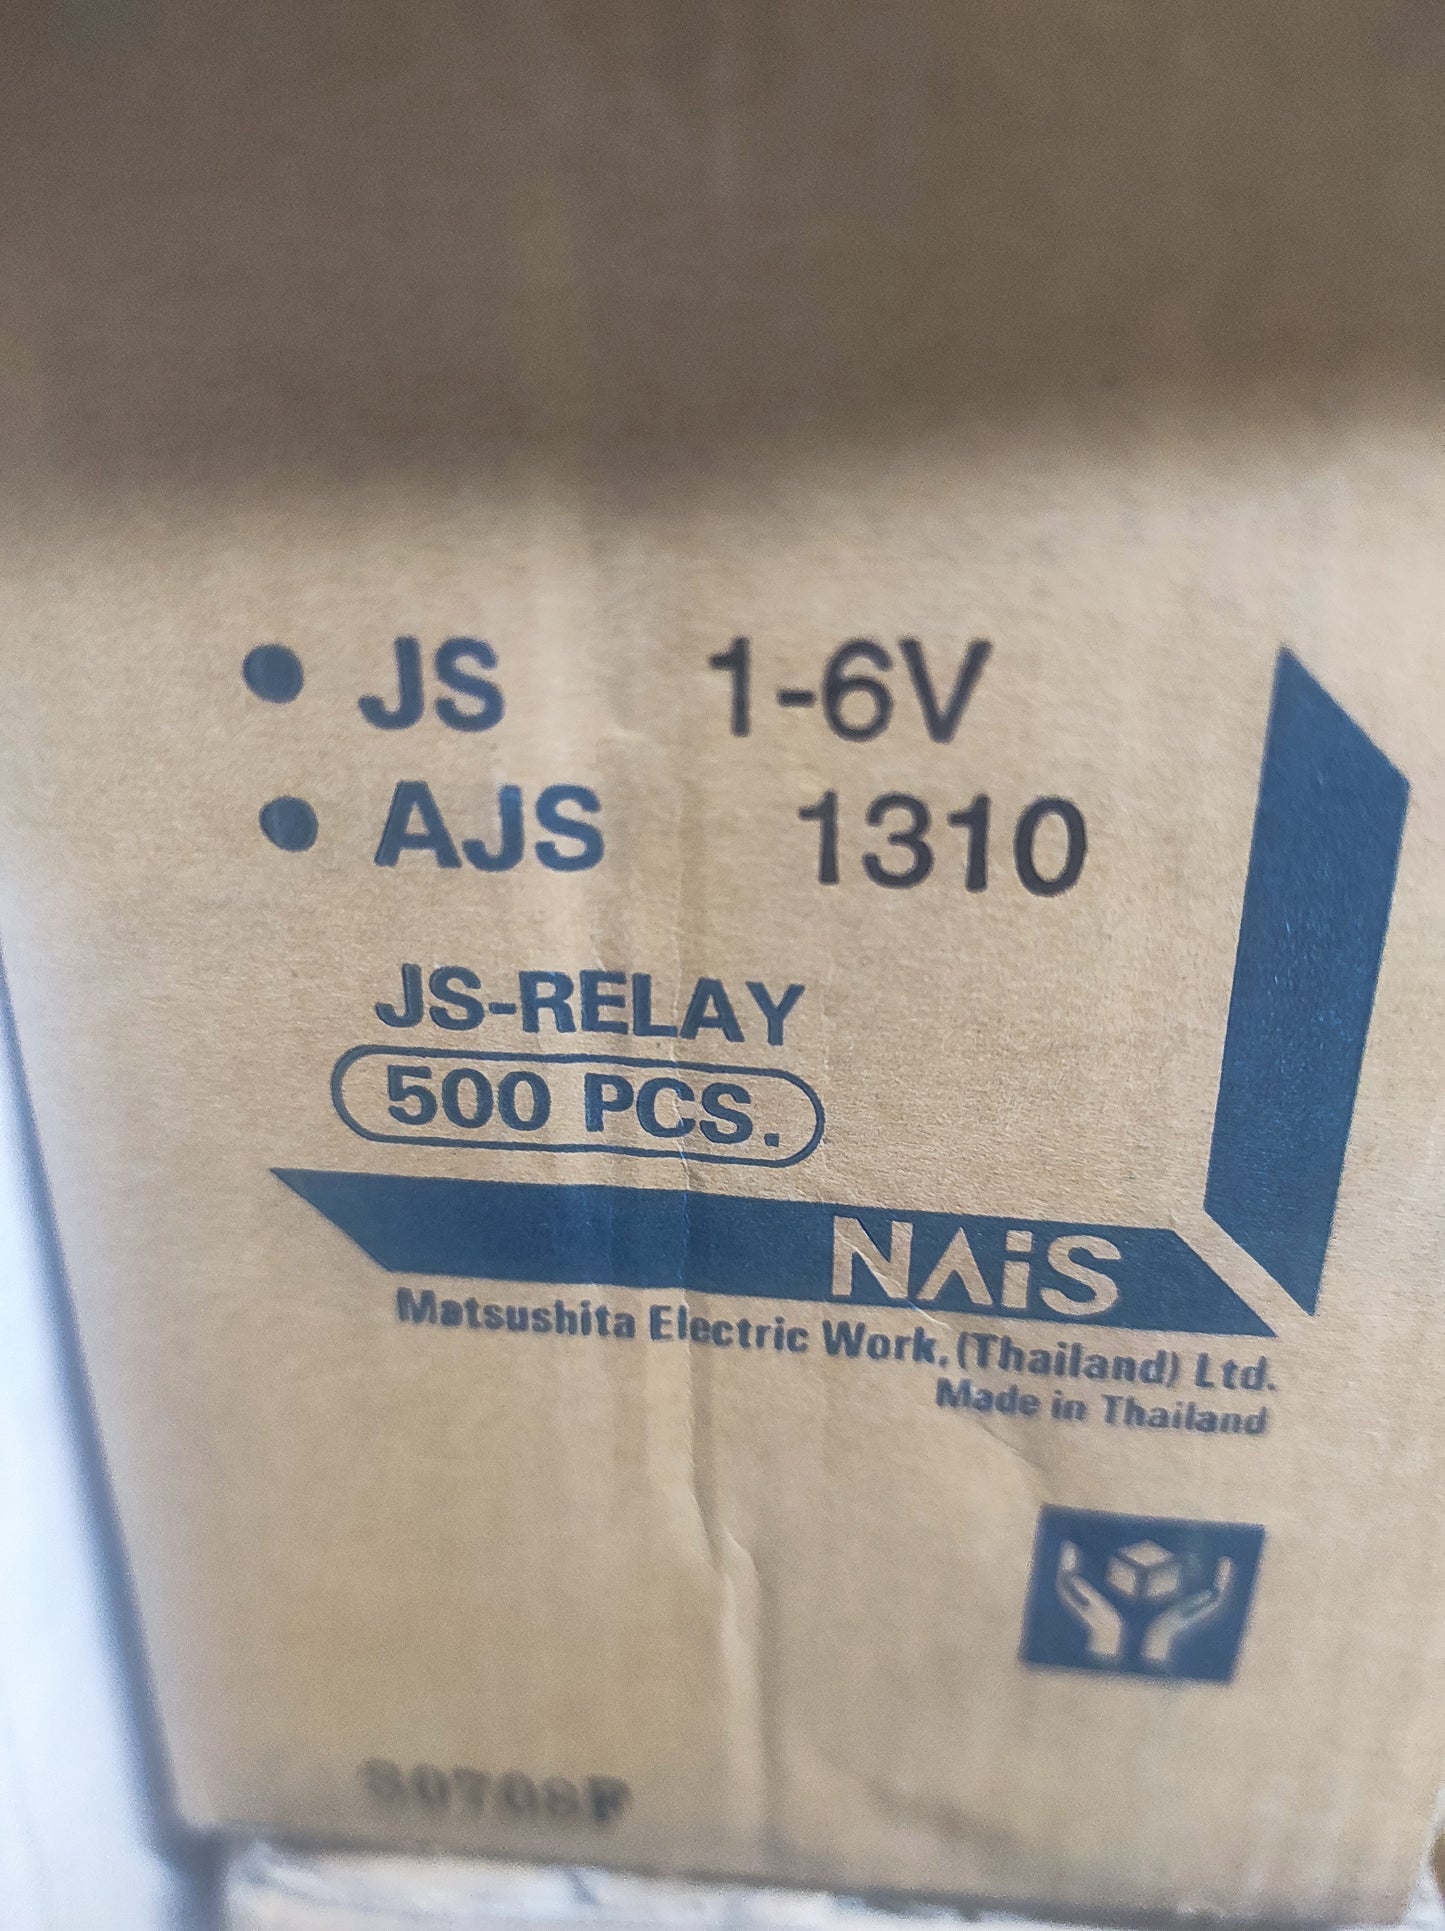 ● JS 1-6V
● AJS 1310
JS-RELAY
500 PCS.
NAiS
Matsushita Electric Work, (Thailand) Ltd.
Made in Thailand